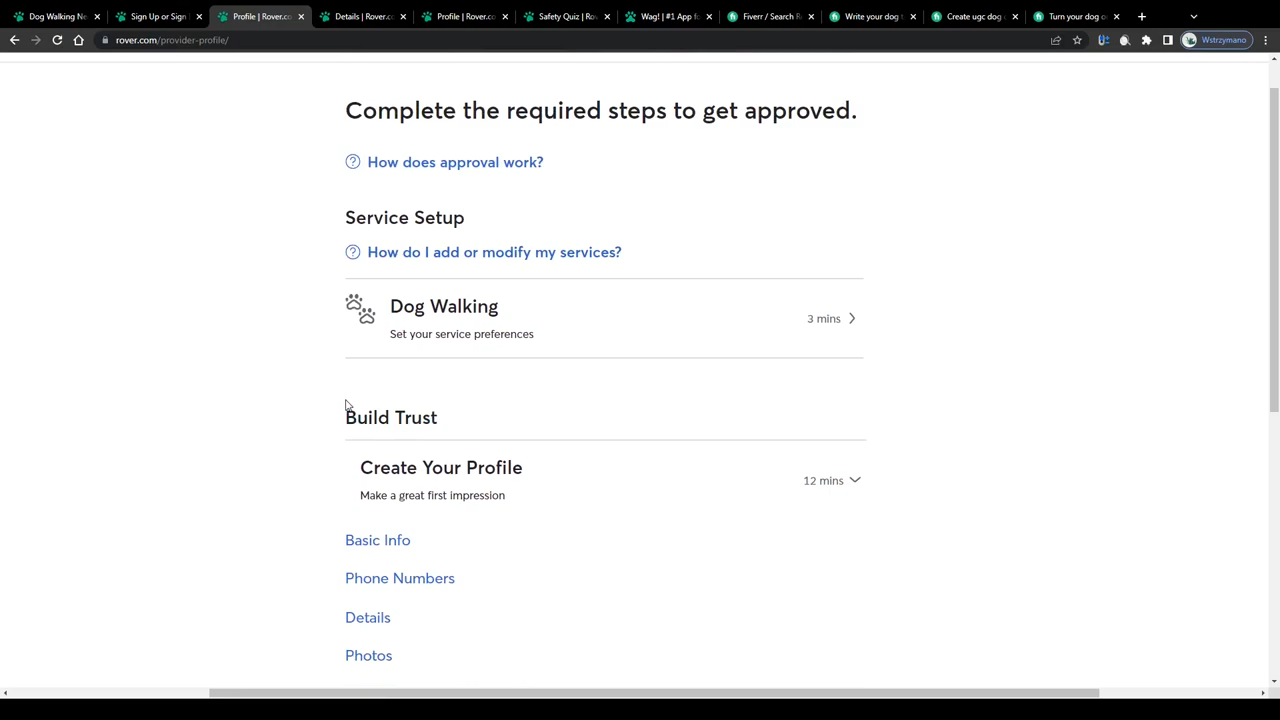 Dog Walking Ne
Sign Up or Sign
Profile | Rover.co
Details | Rover.co
Profile | Rover.co
Safety Quiz | Ro
Wag! | #1 App f
Fiverr / Search R
Write your dog
Create ugc dog
Turn your dog o
rover.com/provider-profile/
Wstrzymano
Complete the required steps to get approved.
How does approval work?
Service Setup
How do I add or modify my services?
Dog Walking
3 mins
Set your service preferences
Build Trust
Create Your Profile
12 mins
Make a great first impression
Basic Info
Phone Numbers
Details
Photos